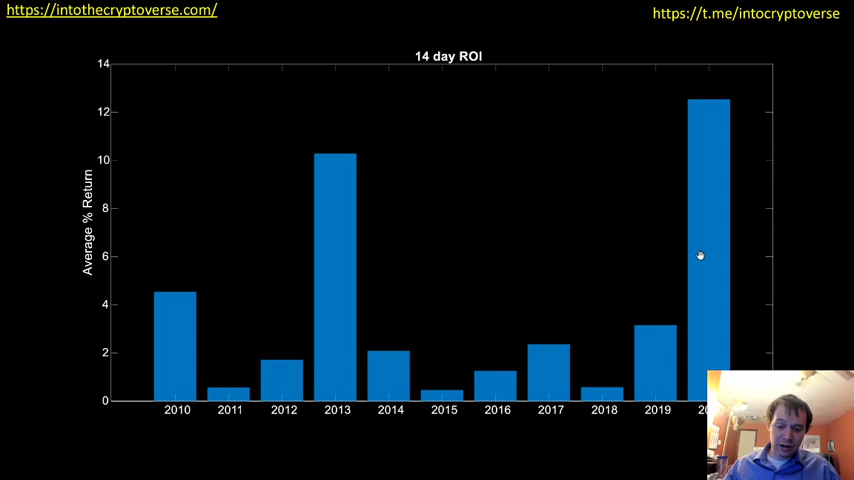 https://intothecryptoverse.com/
https://t.me/intocryptoverse
14 day ROI
14
12
10
8
6
4
2
0
Average % Return
2010 2011 2012 2013 2014 2015 2016 2017 2018 2019